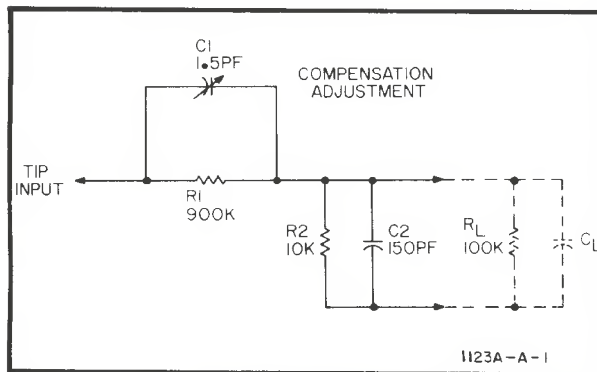 C1
1.5PF
COMPENSATION
ADJUSTMENT
TIP
INPUT
R1
900K
R2
10K
C2
150PF
RL
100K
CL
1123A-A-1